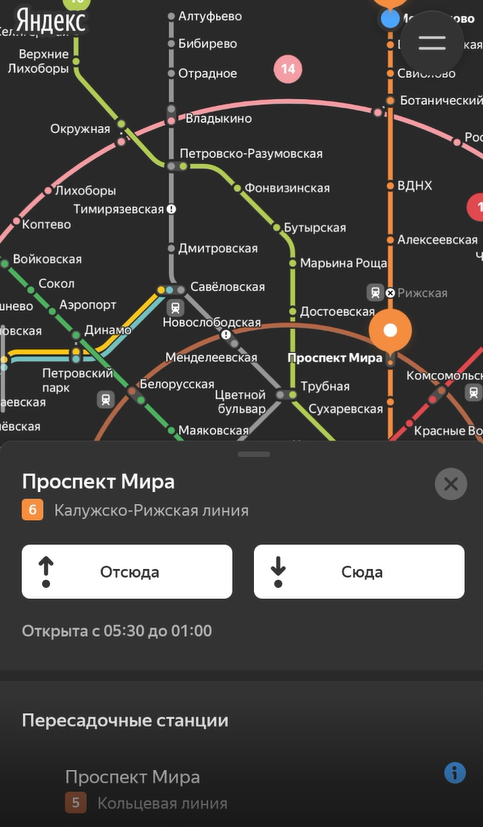 Яндекс
10
Алтуфьево
Бибирево
Верхние
Лихоборы
Отрадное
14
Свиблово
Ботанический
Владыкино
Окружная
Петровско-Разумовская
Лихоборы
Фонвизинская
ВДНХ
Тимирязевская
Коптево
Бутырская
Алексеевская
Дмитровская
Войковская
Марьина Роща
Сокол
Савёловская
Рижская
Аэропорт
Достоевская
Новослободская
Динамо
Проспект Мира
Менделеевская
Петровский
парк
Белорусская
Комсомольс
Трубная
Цветной
бульвар
Сухаревская
Маяковская
Красные Во
Проспект Мира
6 Калужско-Рижская линия
Отсюда
Сюда
Открыта с 05:30 до 01:00
Пересадочные станции
Проспект Мира
5 Кольцевая линия